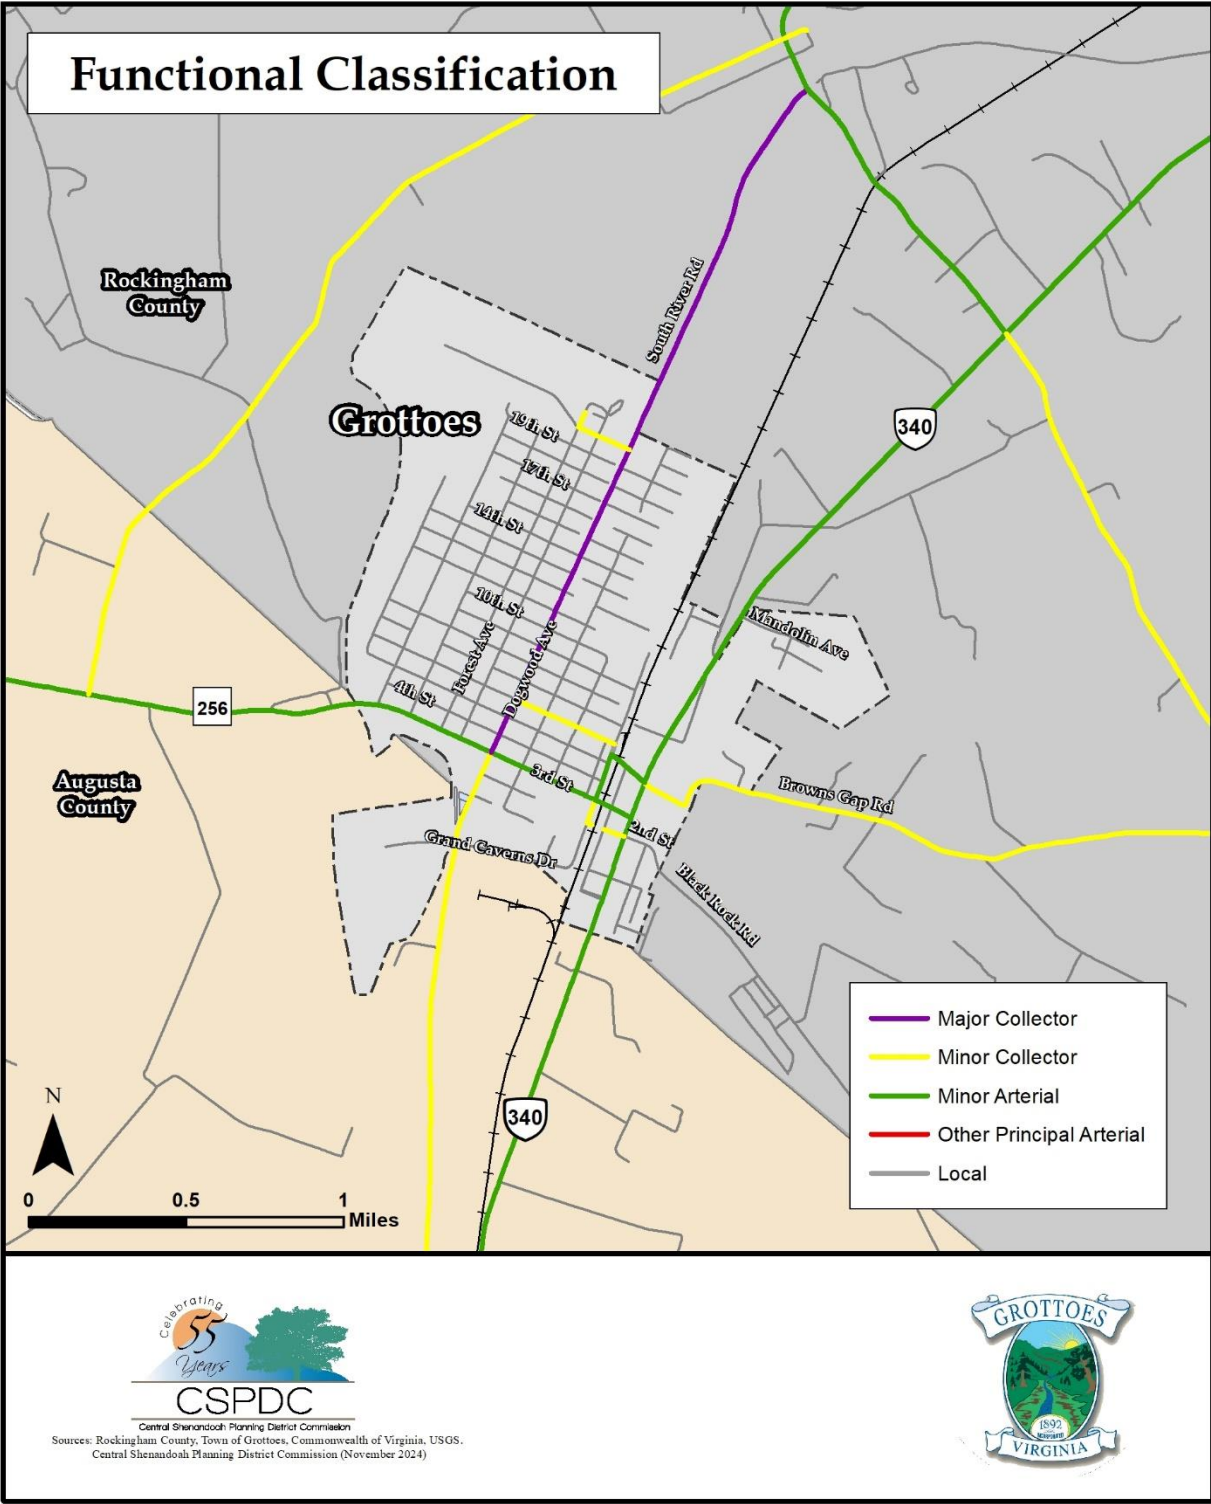 Functional Classification
Rockingham
County
South River Rd
Grottoes
340
19th St
17th St
14th St
10th St
Mandolin Ave
Forest Ave
Dogwood Ave
4th St
256
3rd St
Augusta
County
Browns Gap Rd
2nd St
Grand Caverns Dr
Black Rock Rd
Major Collector
Minor Collector
Minor Arterial
Other Principal Arterial
Local
N
340
0 0.5 1
Miles
Celebrating
55
Years
CSPDC
Central Shenandoah Planning District Commission
Sources: Rockingham County, Town of Grottoes, Commonwealth of Virginia, USGS.
Central Shenandoah Planning District Commission (November 2024)
GROTTOES
1892
VIRGINIA